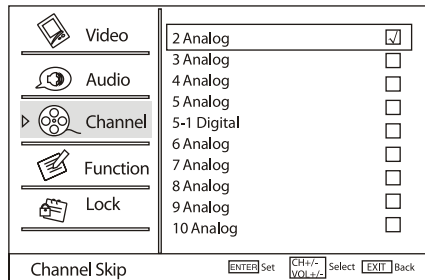 Video
Audio
Channel
Function
Lock
2 Analog
3 Analog
4 Analog
5 Analog
5-1 Digital
6 Analog
7 Analog
8 Analog
9 Analog
10 Analog
Channel Skip
ENTER Set
CH+/-
VOL+/-
Select
EXIT Back